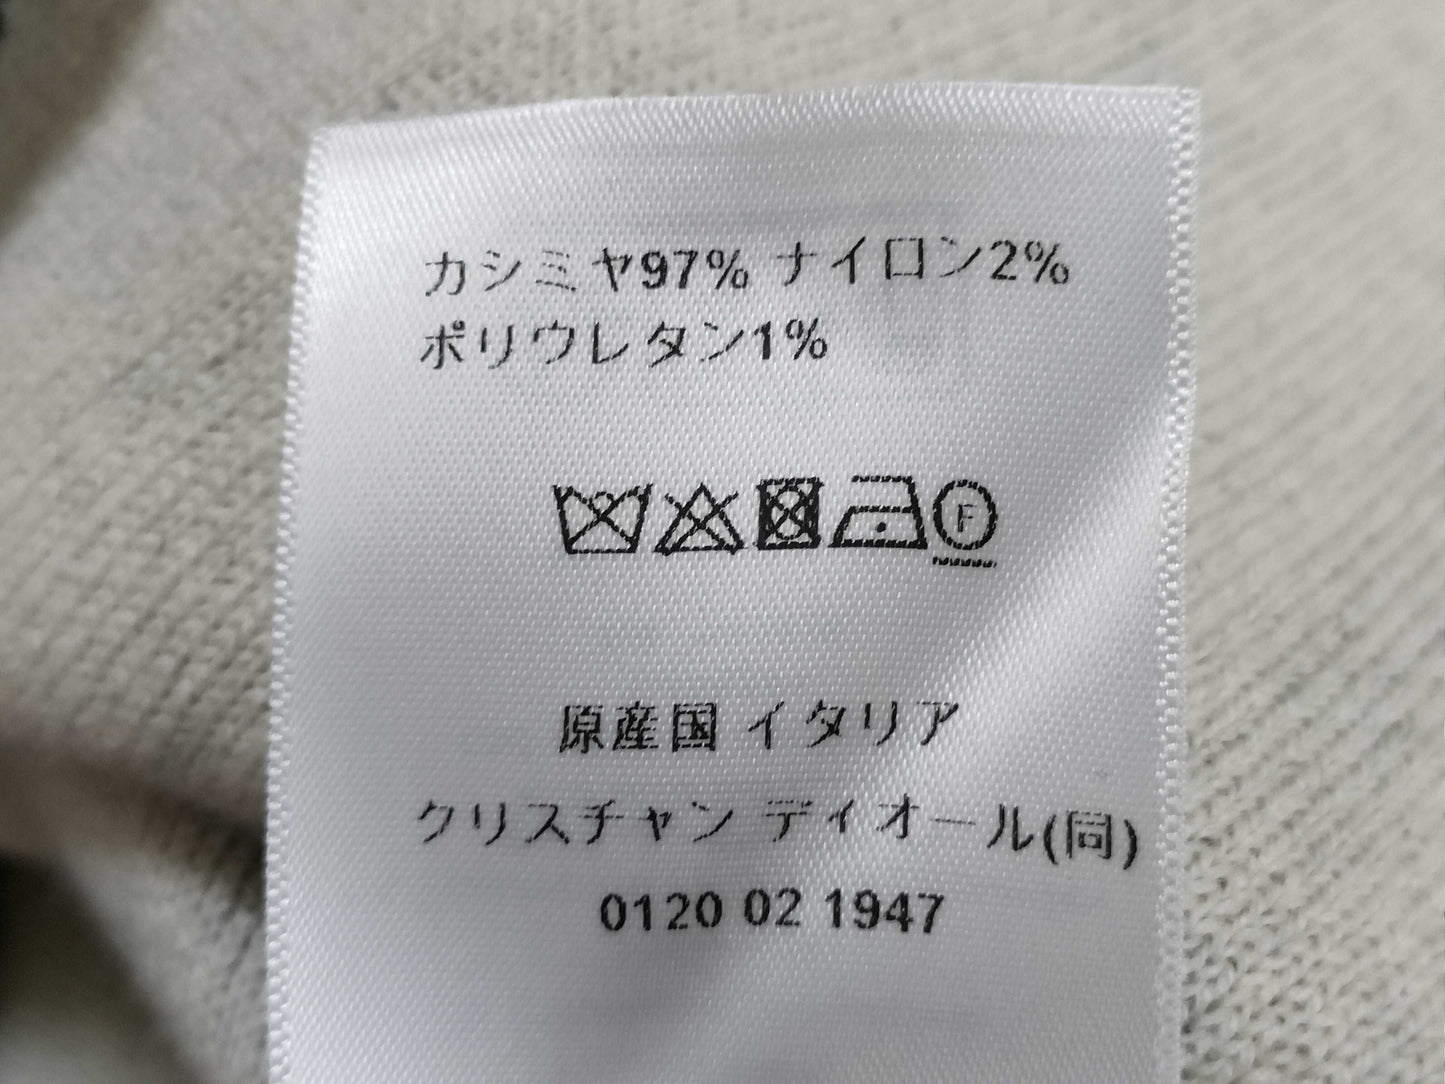 カシミヤ97% ナイロン2%
ポリウレタン1%
F
原産国 イタリア
クリスチャン ディオール(同)
0120 02 1947